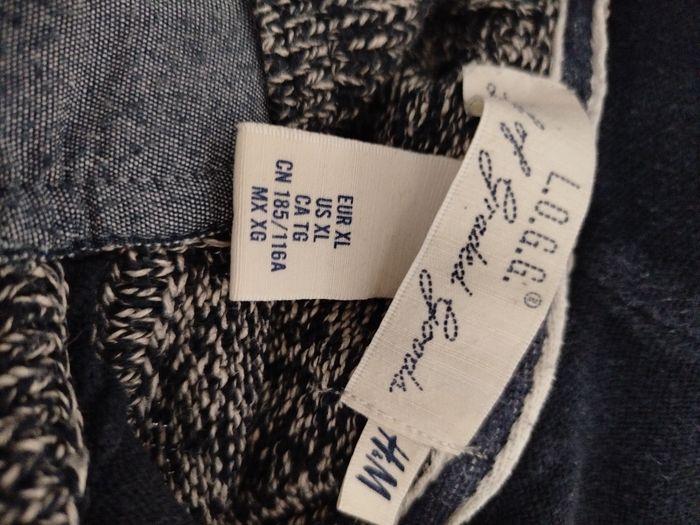 L.O.G.G.®
Label of Graded Goods
H&M
EUR XL
US XL
CA TG
CN 185/116A
MX XG